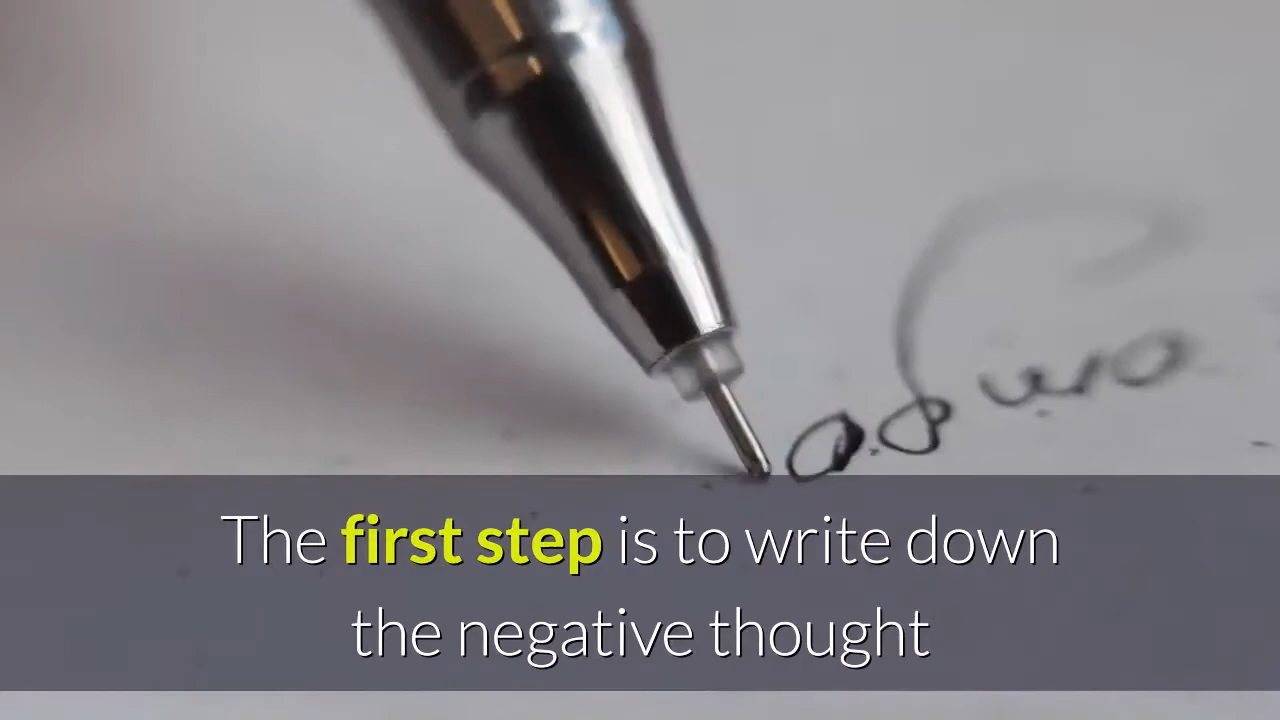 The first step is to write down
the negative thought